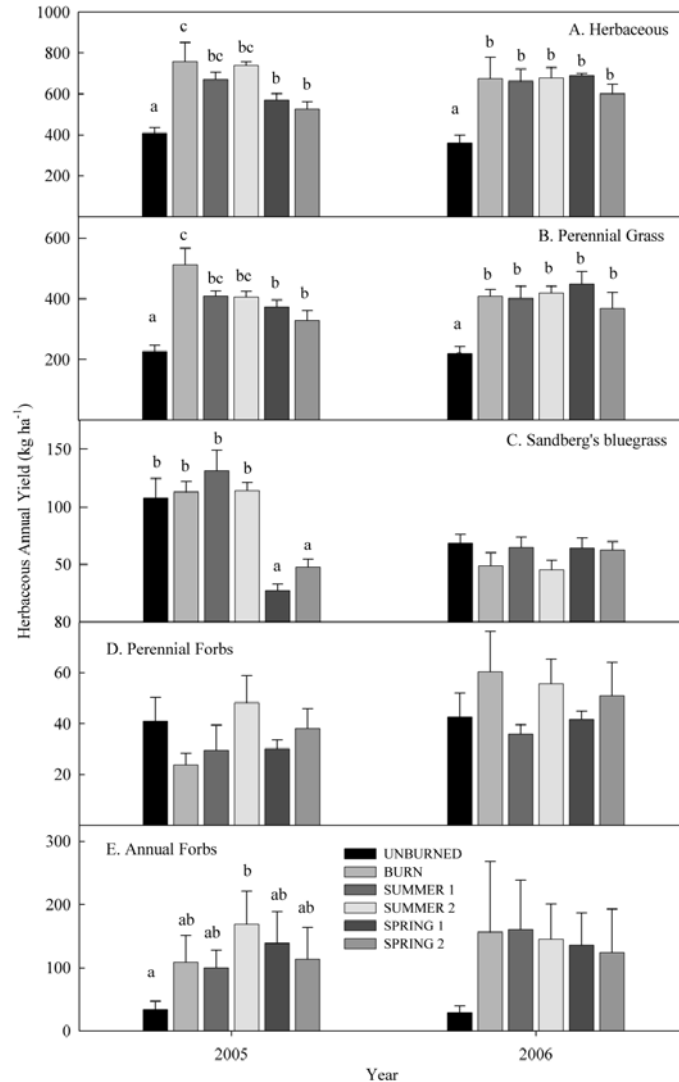 1000
A. Herbaceous
c
bc
bc
b
b
b
b
b
b
b
800
600
a
a
400
200
c
B. Perennial Grass
600
bc
bc
b
b
b
b
b
b
b
400
a
a
200
C. Sandberg's bluegrass
150
b
b
b
b
100
a
a
50
80
D. Perennial Forbs
60
40
20
300
E. Annual Forbs
UNBURNED
BURN
SUMMER 1
SUMMER 2
SPRING 1
SPRING 2
b
ab
ab
ab
ab
200
a
100
0
2005
2006
Year
Herbaceous Annual Yield (kg ha⁻¹)